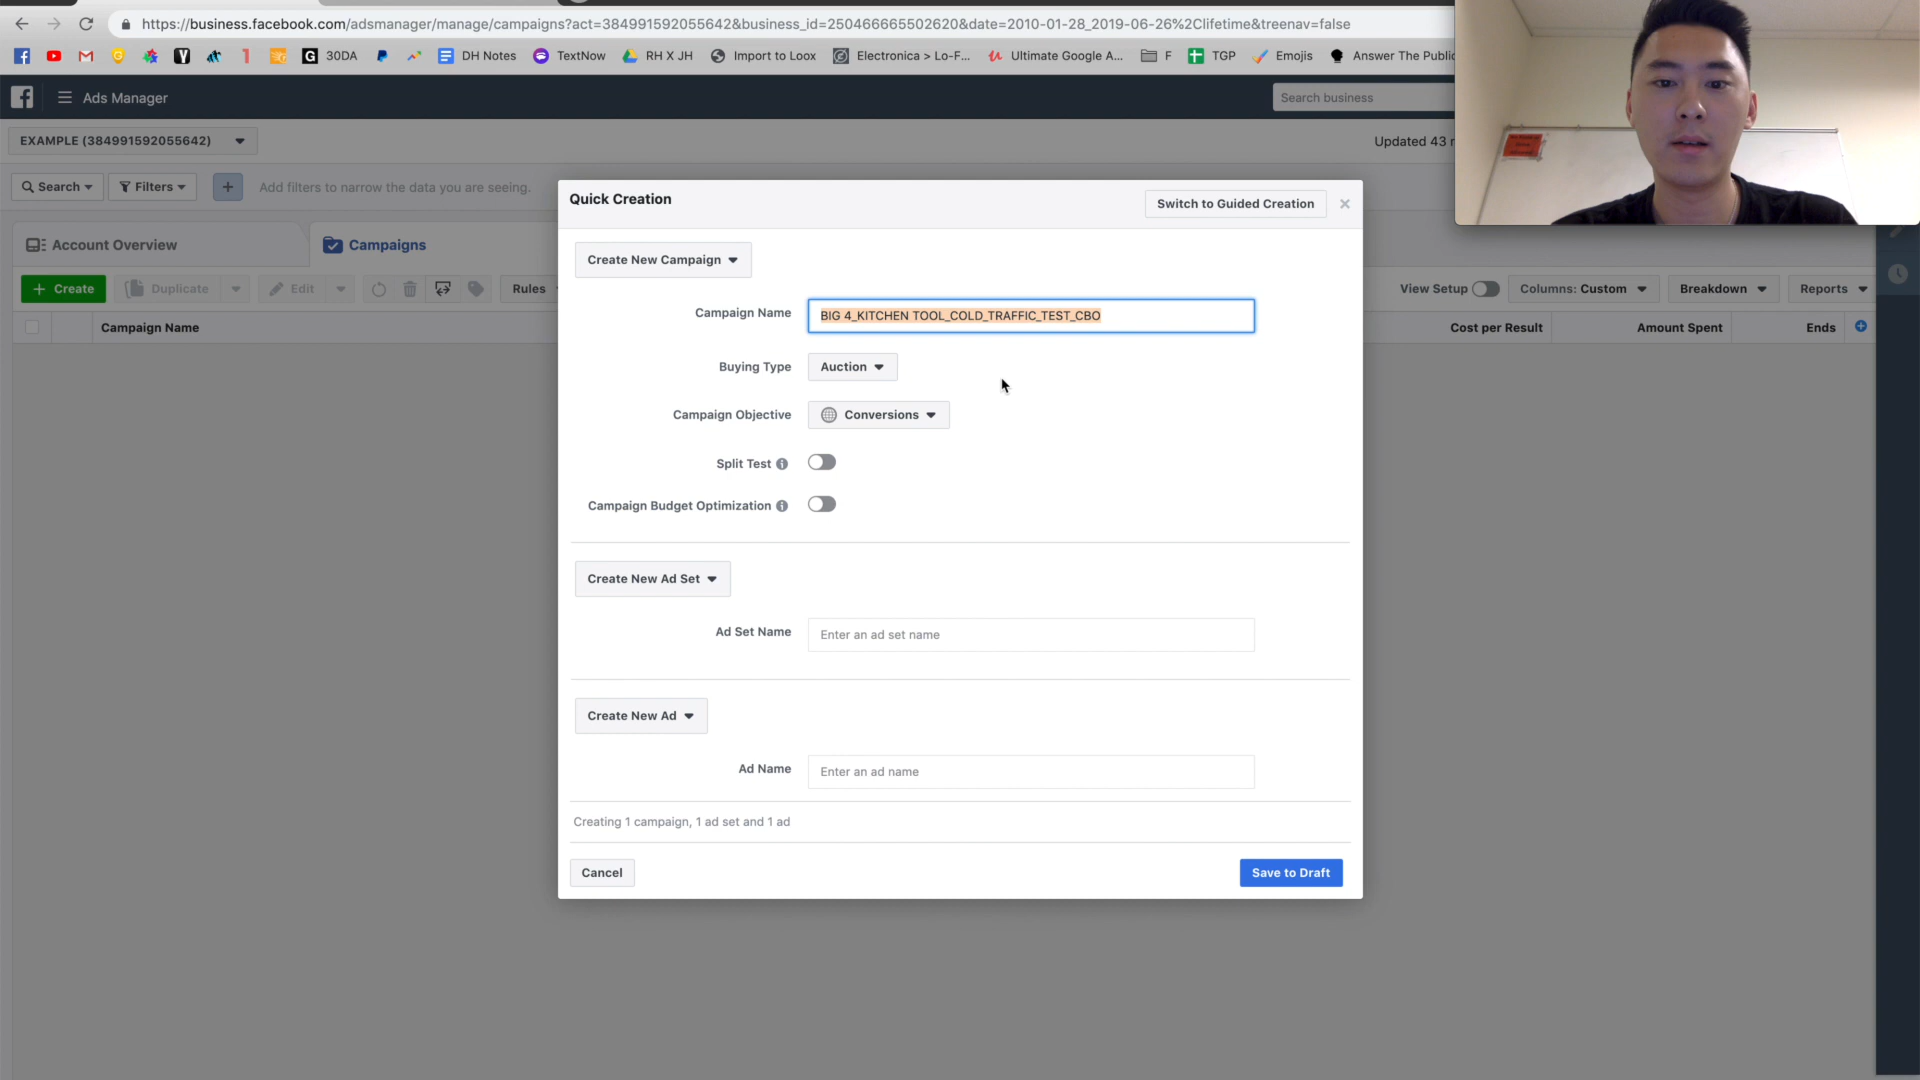 https://business.facebook.com/adsmanager/manage/campaigns?act=384991592055642&business_id=250466665502620&date=2010-01-28_2019-06-26%2Clifetime&treenav=false
30DA DH Notes TextNow RH X JH Import to Loox Electronica > Lo-F... Ultimate Google A... F TGP Emojis Answer The Public
Ads Manager
Search business
EXAMPLE (384991592055642)
Updated 43
Search
Filters
Add filters to narrow the data you are seeing.
Quick Creation
Switch to Guided Creation
Account Overview
Campaigns
Create New Campaign
+ Create
Duplicate
Edit
Rules
View Setup
Columns: Custom
Breakdown
Reports
Campaign Name
BIG 4_KITCHEN TOOL_COLD_TRAFFIC_TEST_CBO
Campaign Name
Cost per Result
Amount Spent
Ends
Buying Type
Auction
Campaign Objective
Conversions
Split Test
Campaign Budget Optimization
Create New Ad Set
Ad Set Name
Enter an ad set name
Create New Ad
Ad Name
Enter an ad name
Creating 1 campaign, 1 ad set and 1 ad
Cancel
Save to Draft